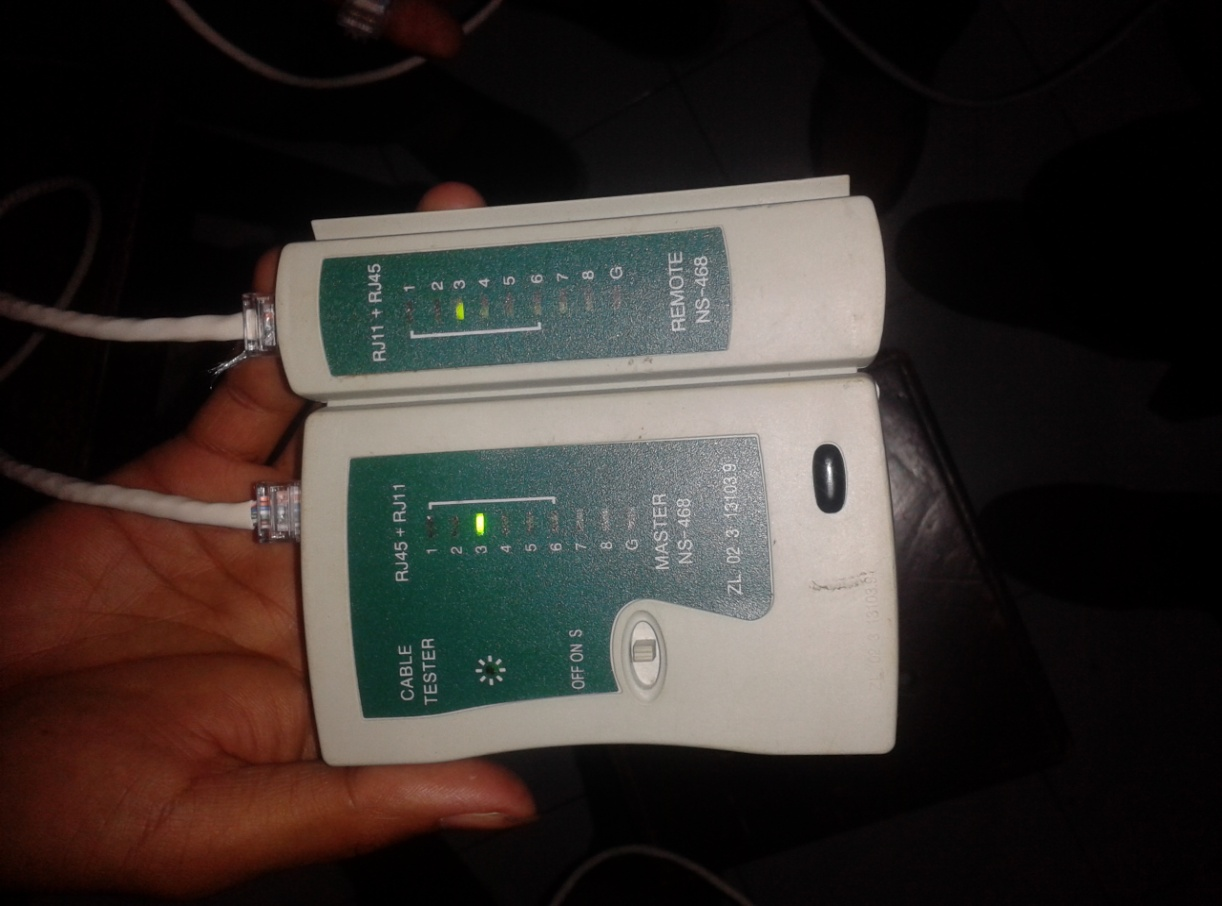 RJ11 + RJ45
1
2
3
4
5
6
7
8
G
REMOTE
NS-468
RJ45 + RJ11
1
2
3
4
5
6
7
8
G
MASTER
NS-468
ZL. 02 3 13103.9
CABLE
TESTER
OFF ON S